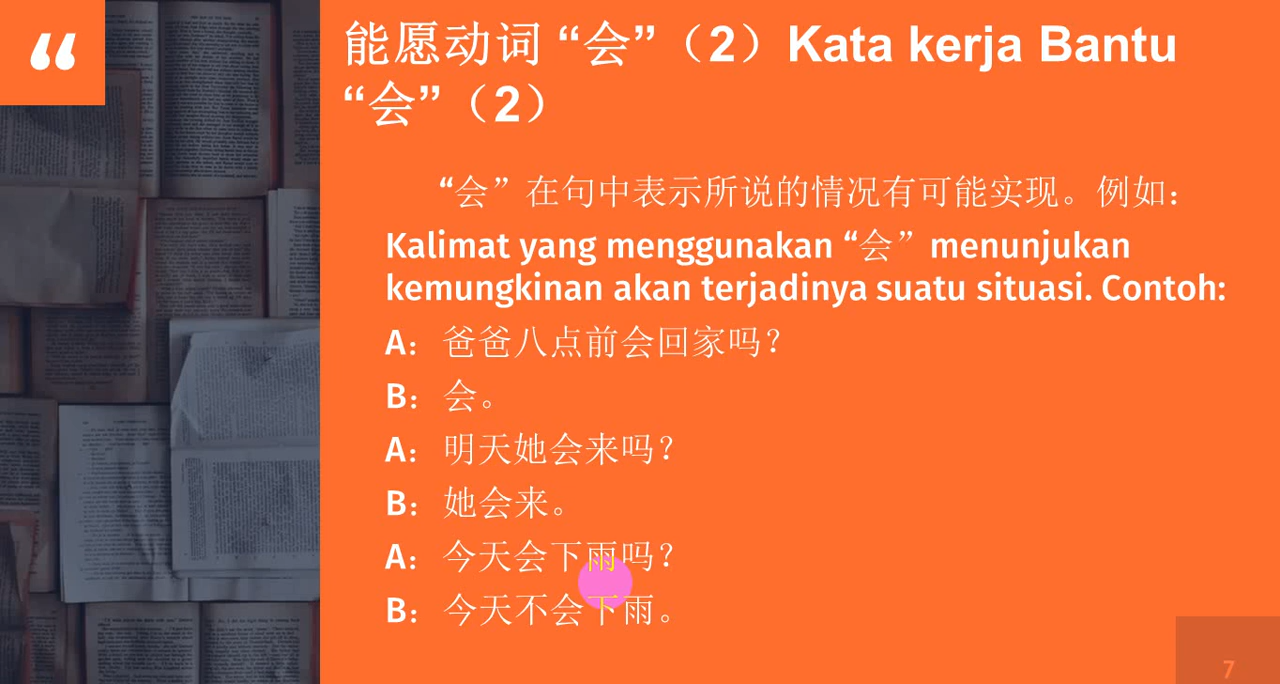 能愿动词 “会”（2）Kata kerja Bantu
“会”（2）
“会”在句中表示所说的情况有可能实现。例如：
Kalimat yang menggunakan “会” menunjukan
kemungkinan akan terjadinya suatu situasi. Contoh:
A： 爸爸八点前会回家吗？
B： 会。
A： 明天她会来吗？
B： 她会来。
A： 今天会下雨吗？
B： 今天不会下雨。
7